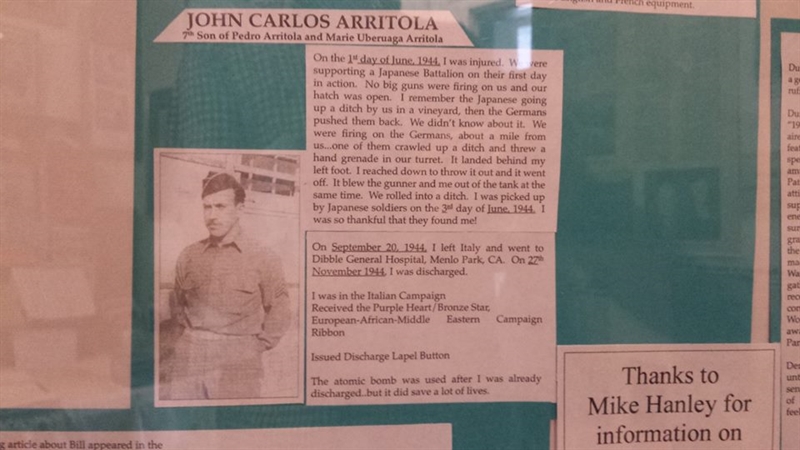 English and French equipment.
JOHN CARLOS ARRITOLA
7th Son of Pedro Arritola and Marie Uberuaga Arritola
On the 1st day of June, 1944, I was injured. We were
supporting a Japanese Battalion on their first day
in action. No big guns were firing on us and our
hatch was open. I remember the Japanese going
up a ditch by us in a vineyard, then the Germans
pushed them back. We didn't know about it. We
were firing on the Germans, about a mile from
us...one of them crawled up a ditch and threw a
hand grenade in our turret. It landed behind my
left foot. I reached down to throw it out and it went
off. It blew the gunner and me out of the tank at the
same time. We rolled into a ditch. I was picked up
by Japanese soldiers on the 3rd day of June, 1944. I
was so thankful that they found me!
On September 20, 1944, I left Italy and went to
Dibble General Hospital, Menlo Park, CA. On 27th
November 1944, I was discharged.
I was in the Italian Campaign
Received the Purple Heart/Bronze Star,
European-African-Middle Eastern Campaign
Ribbon
Issued Discharge Lapel Button
The atomic bomb was used after I was already
discharged..but it did save a lot of lives.
Thanks to
Mike Hanley for
information on
article about Bill appeared in the